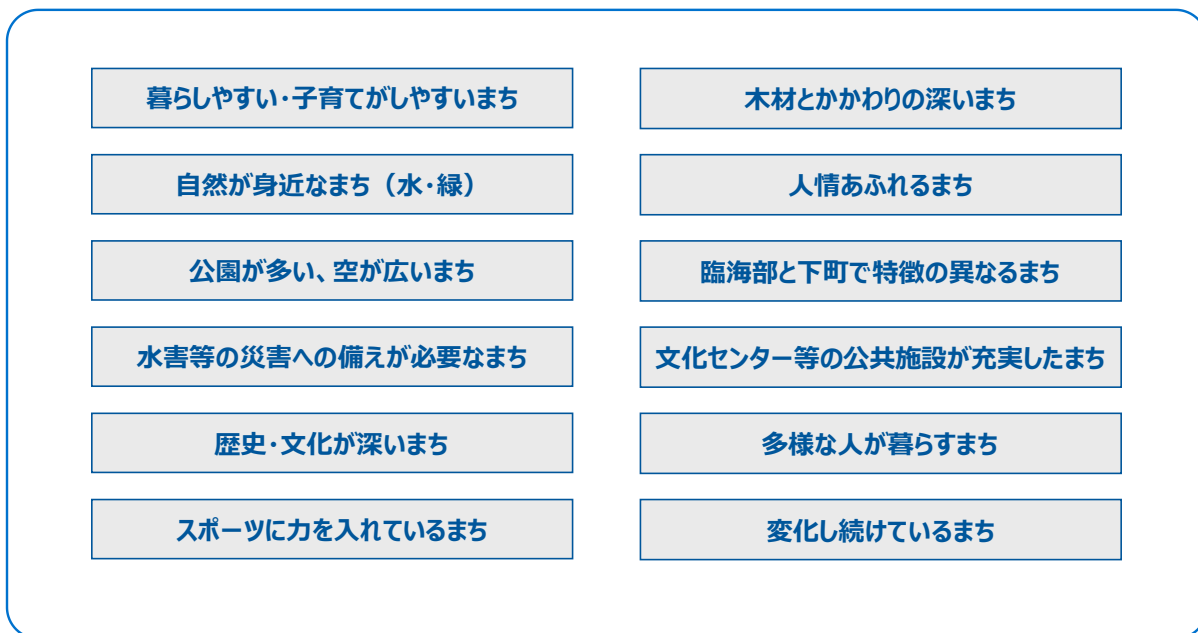 暮らしやすい・子育てがしやすいまち
自然が身近なまち（水・緑）
公園が多い、空が広いまち
水害等の災害への備えが必要なまち
歴史・文化が深いまち
スポーツに力を入れているまち
木材とかかわりの深いまち
人情あふれるまち
臨海部と下町で特徴の異なるまち
文化センター等の公共施設が充実したまち
多様な人が暮らすまち
変化し続けているまち